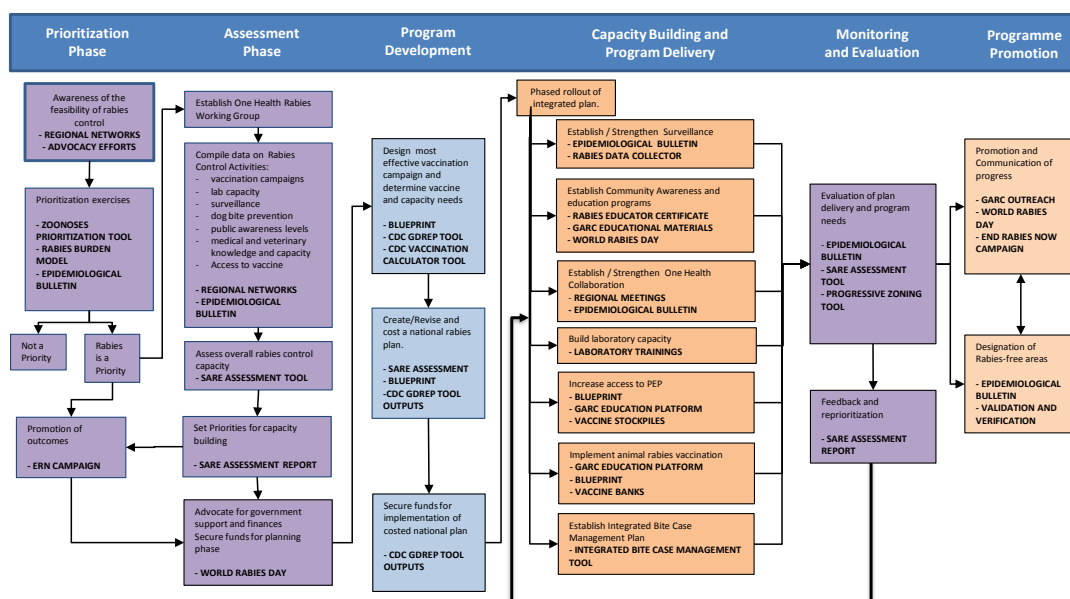 Prioritization
Phase
Assessment
Phase
Program
Development
Capacity Building and
Program Delivery
Monitoring
and Evaluation
Programme
Promotion
Awareness of the
feasibility of rabies
control
- REGIONAL NETWORKS
- ADVOCACY EFFORTS
Prioritization exercises
- ZOONOSES
PRIORITIZATION TOOL
- RABIES BURDEN
MODEL
- EPIDEMIOLOGICAL
BULLETIN
Not a
Priority
Rabies
is a
Priority
Promotion of
outcomes
- ERN CAMPAIGN
Establish One Health Rabies
Working Group
Compile data on Rabies
Control Activities:
- vaccination campaigns
- lab capacity
- surveillance
- dog bite prevention
- public awareness levels
- medical and veterinary
knowledge and capacity
- Access to vaccine
- REGIONAL NETWORKS
- EPIDEMIOLOGICAL
BULLETIN
Assess overall rabies control
capacity
- SARE ASSESSMENT TOOL
Set Priorities for capacity
building
- SARE ASSESSMENT REPORT
Advocate for government
support and finances
Secure funds for planning
phase
- WORLD RABIES DAY
Design most
effective vaccination
campaign and
determine vaccine
and capacity needs
- BLUEPRINT
- CDC GDREP TOOL
- CDC VACCINATION
CALCULATOR TOOL
Create/Revise and
cost a national rabies
plan.
- SARE ASSESSMENT
- BLUEPRINT
-CDC GDREP TOOL
OUTPUTS
Secure funds for
implementation of
costed national plan
- CDC GDREP TOOL
OUTPUTS
Phased rollout of
integrated plan.
Establish / Strengthen Surveillance
- EPIDEMIOLOGICAL BULLETIN
- RABIES DATA COLLECTOR
Establish Community Awareness and
education programs
- RABIES EDUCATOR CERTIFICATE
- GARC EDUCATIONAL MATERIALS
- WORLD RABIES DAY
Establish / Strengthen One Health
Collaboration
- REGIONAL MEETINGS
- EPIDEMIOLOGICAL BULLETIN
Build laboratory capacity
- LABORATORY TRAININGS
Increase access to PEP
- BLUEPRINT
- GARC EDUCATION PLATFORM
- VACCINE STOCKPILES
Implement animal rabies vaccination
- GARC EDUCATION PLATFORM
- BLUEPRINT
- VACCINE BANKS
Establish Integrated Bite Case
Management Plan
- INTEGRATED BITE CASE MANAGEMENT
TOOL
Evaluation of plan
delivery and program
needs
- EPIDEMIOLOGICAL
BULLETIN
- SARE ASSESSMENT
TOOL
- PROGRESSIVE ZONING
TOOL
Feedback and
reprioritization
- SARE ASSESSMENT
REPORT
Promotion and
Communication of
progress
- GARC OUTREACH
- WORLD RABIES
DAY
- END RABIES NOW
CAMPAIGN
Designation of
Rabies-free areas
- EPIDEMIOLOGICAL
BULLETIN
- VALIDATION AND
VERIFICATION